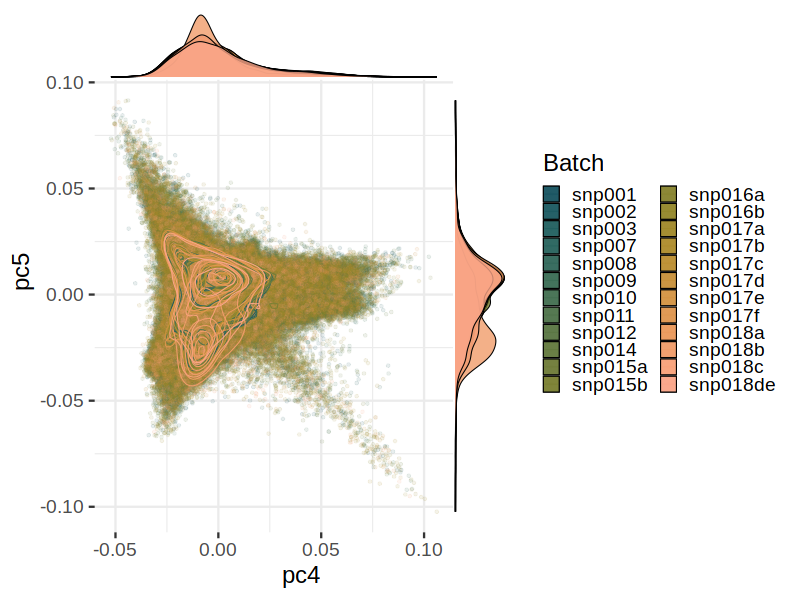 0.10
0.05
0.00
-0.05
-0.10
pc5
-0.05
0.00
0.05
0.10
pc4
Batch
snp001
snp002
snp003
snp007
snp008
snp009
snp010
snp011
snp012
snp014
snp015a
snp015b
snp016a
snp016b
snp017a
snp017b
snp017c
snp017d
snp017e
snp017f
snp018a
snp018b
snp018c
snp018de